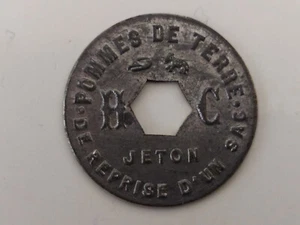 POMMES DE TERRE
H C
JETON
DE REPRISE D'UN SAC